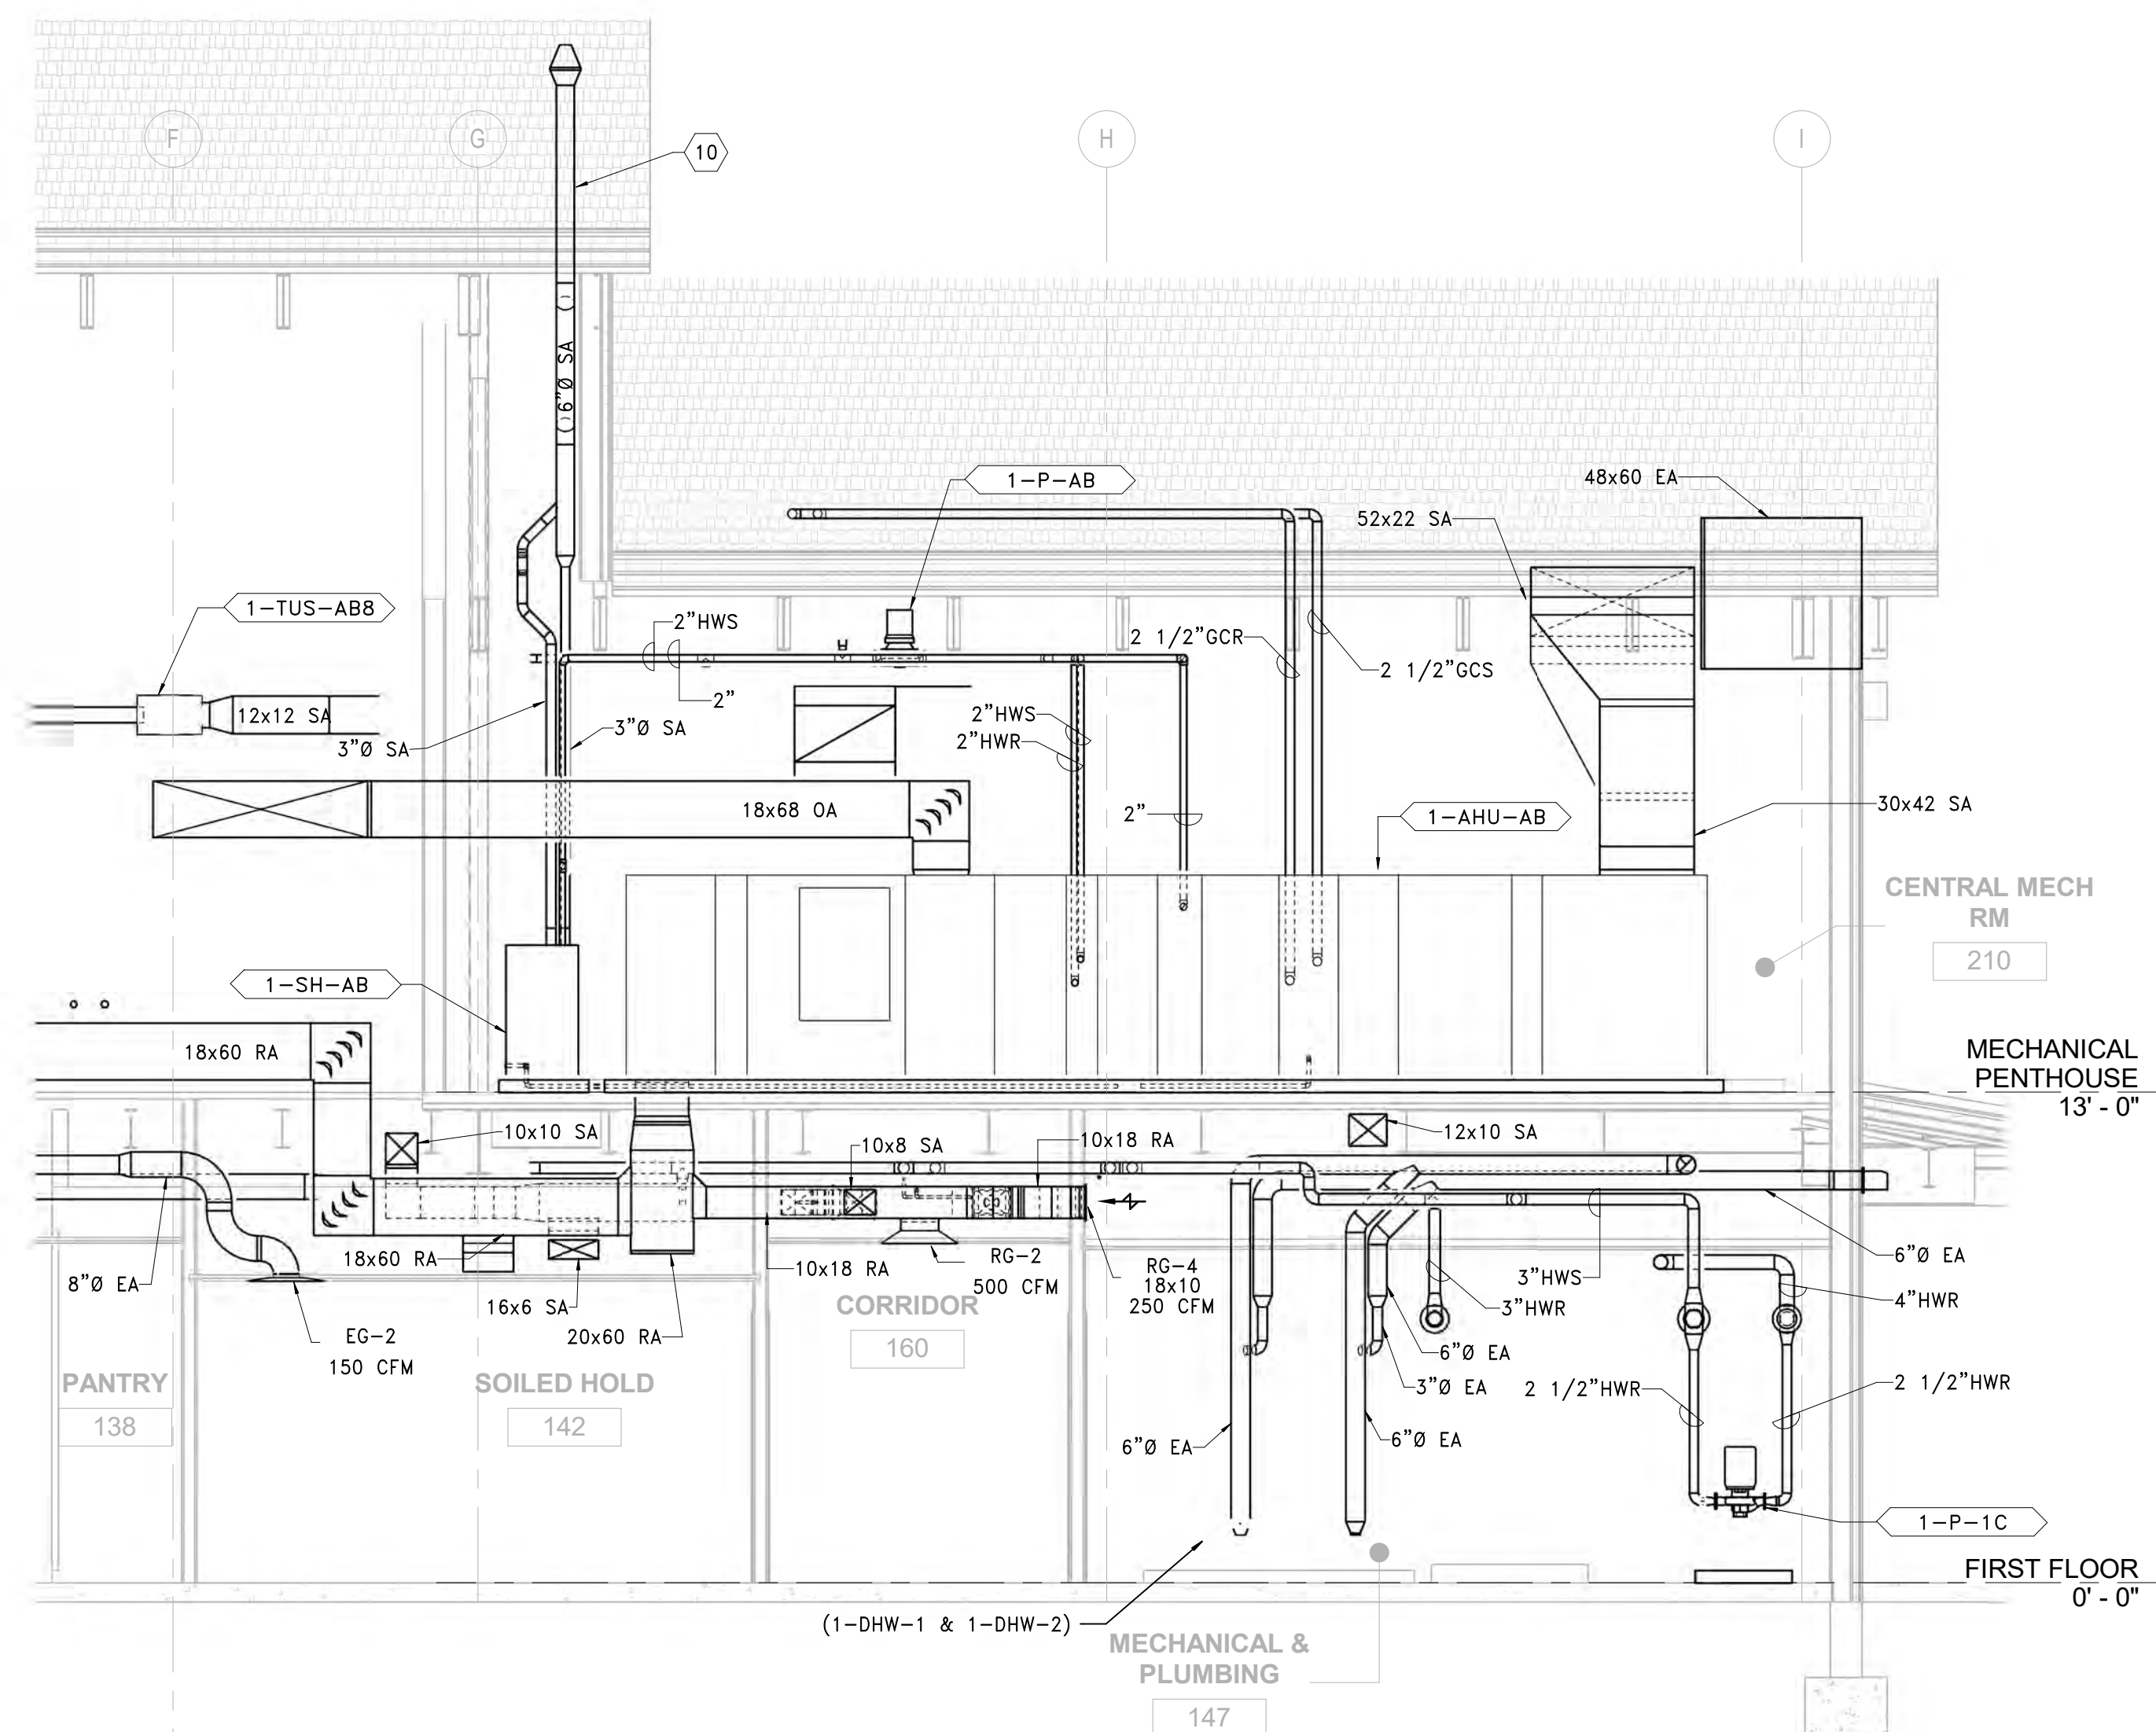 F
G
H
I
10
6"Ø SA
1-P-AB
48x60 EA
52x22 SA
1-TUS-AB8
2"HWS
2 1/2"GCR
2 1/2"GCS
2"
12x12 SA
3"Ø SA
3"Ø SA
2"HWS
2"HWR
18x68 OA
2"
1-AHU-AB
30x42 SA
CENTRAL MECH
RM
210
1-SH-AB
18x60 RA
MECHANICAL
PENTHOUSE
13' - 0"
10x10 SA
10x8 SA
10x18 RA
12x10 SA
18x60 RA
8"Ø EA
16x6 SA
20x60 RA
10x18 RA
RG-2
500 CFM
RG-4
18x10
250 CFM
3"HWS
3"HWR
6"Ø EA
4"HWR
EG-2
150 CFM
CORRIDOR
160
6"Ø EA
3"Ø EA
2 1/2"HWR
2 1/2"HWR
PANTRY
138
SOILED HOLD
142
6"Ø EA
6"Ø EA
1-P-1C
FIRST FLOOR
0' - 0"
(1-DHW-1 & 1-DHW-2)
MECHANICAL &
PLUMBING
147